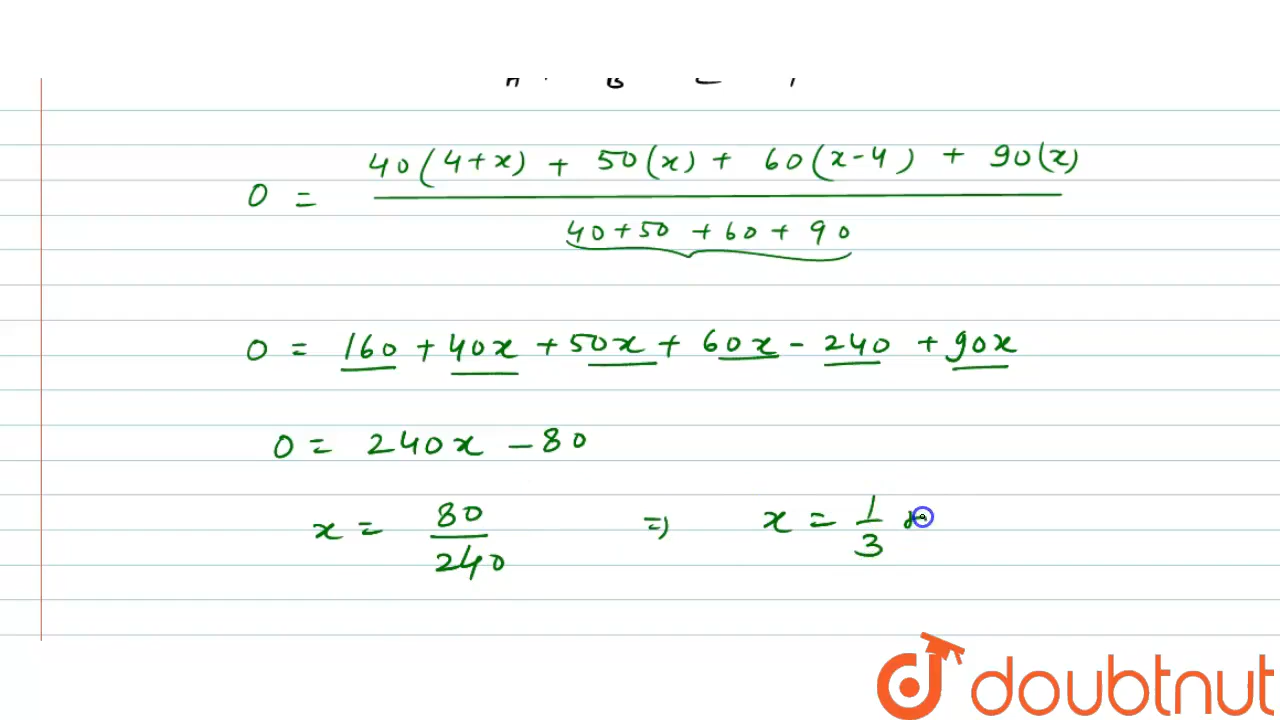 40(4+x) + 50(x) + 60(x-4) + 90(x)
0 =
40+50 +60+ 90
0 = 160 + 40x + 50x + 60x - 240 + 90x
0 = 240x - 80
x = 80/240 => x = 1/3
doubtnut